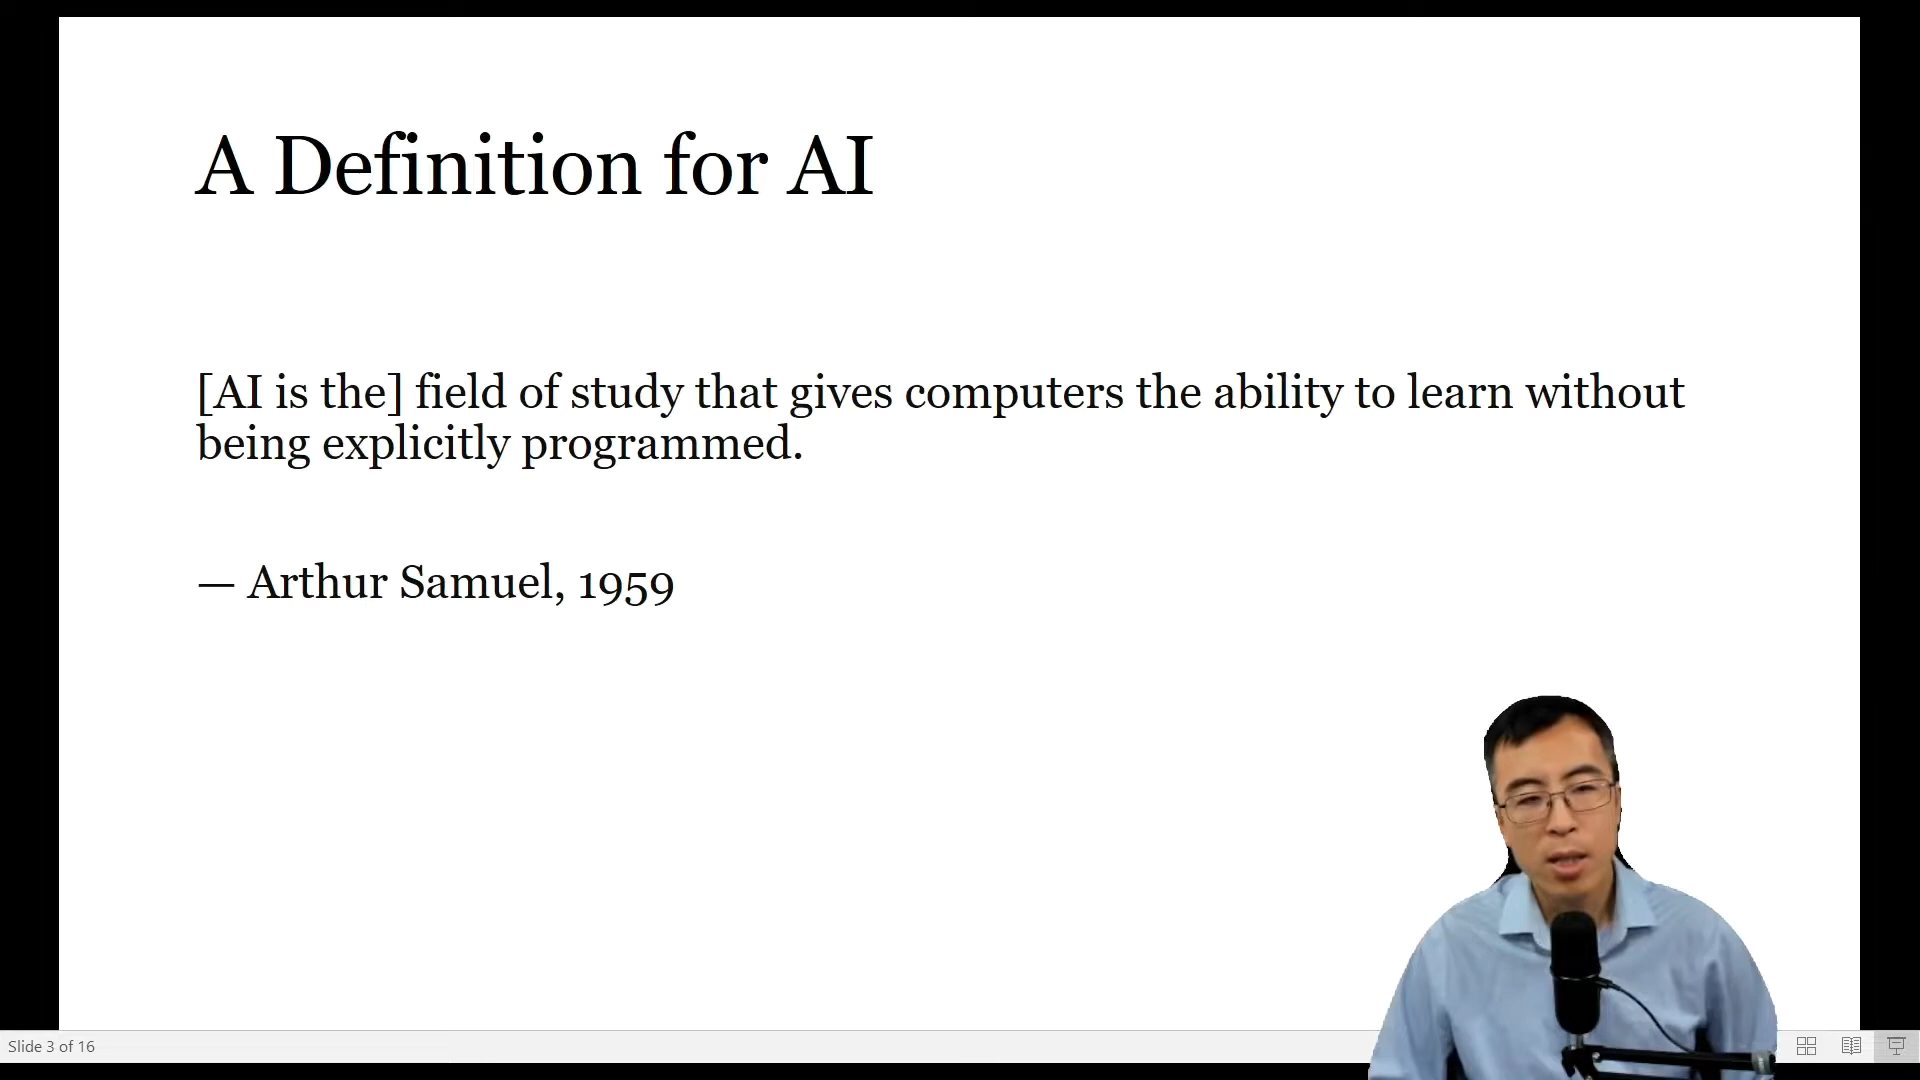 A Definition for AI
[AI is the] field of study that gives computers the ability to learn without
being explicitly programmed.
— Arthur Samuel, 1959
Slide 3 of 16